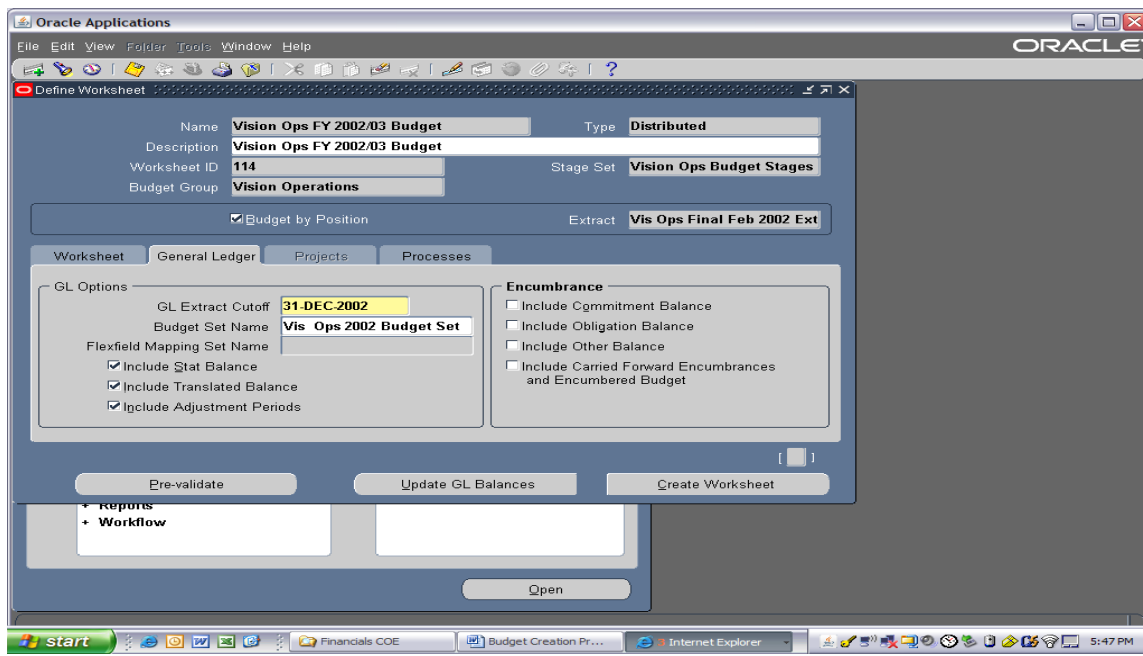 Oracle Applications
File Edit View Folder Tools Window Help
ORACLE
Define Worksheet
Name Vision Ops FY 2002/03 Budget Type Distributed
Description Vision Ops FY 2002/03 Budget
Worksheet ID 114 Stage Set Vision Ops Budget Stages
Budget Group Vision Operations
Budget by Position Extract Vis Ops Final Feb 2002 Ext
Worksheet General Ledger Projects Processes
GL Options Encumbrance
GL Extract Cutoff 31-DEC-2002 Include Commitment Balance
Budget Set Name Vis Ops 2002 Budget Set Include Obligation Balance
Flexfield Mapping Set Name Include Other Balance
Include Stat Balance Include Carried Forward Encumbrances
and Encumbered Budget
Include Translated Balance
Include Adjustment Periods
[ ]
Pre-validate Update GL Balances Create Worksheet
+ Reports
+ Workflow
Open
start Financials COE Budget Creation Pr... Internet Explorer 5:47 PM